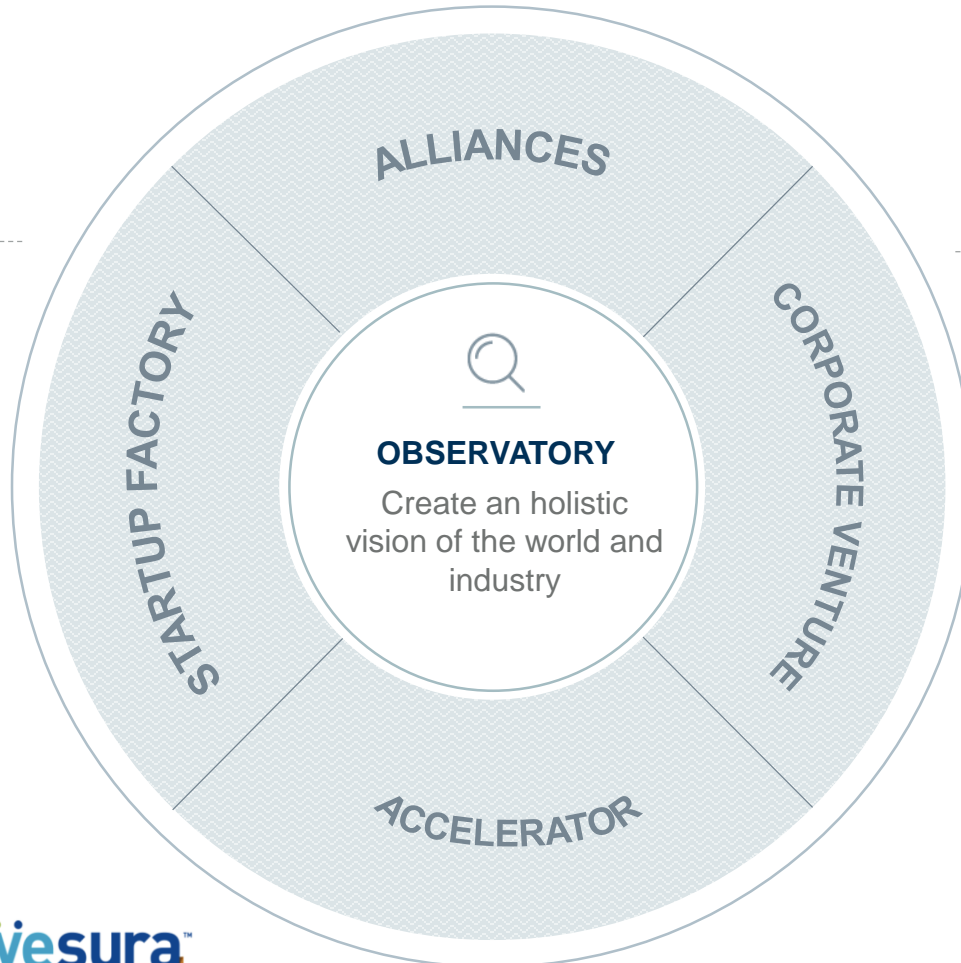 ALLIANCES
STARTUP FACTORY
CORPORATE VENTURE
OBSERVATORY
Create an holistic
vision of the world and
industry
ACCELERATOR